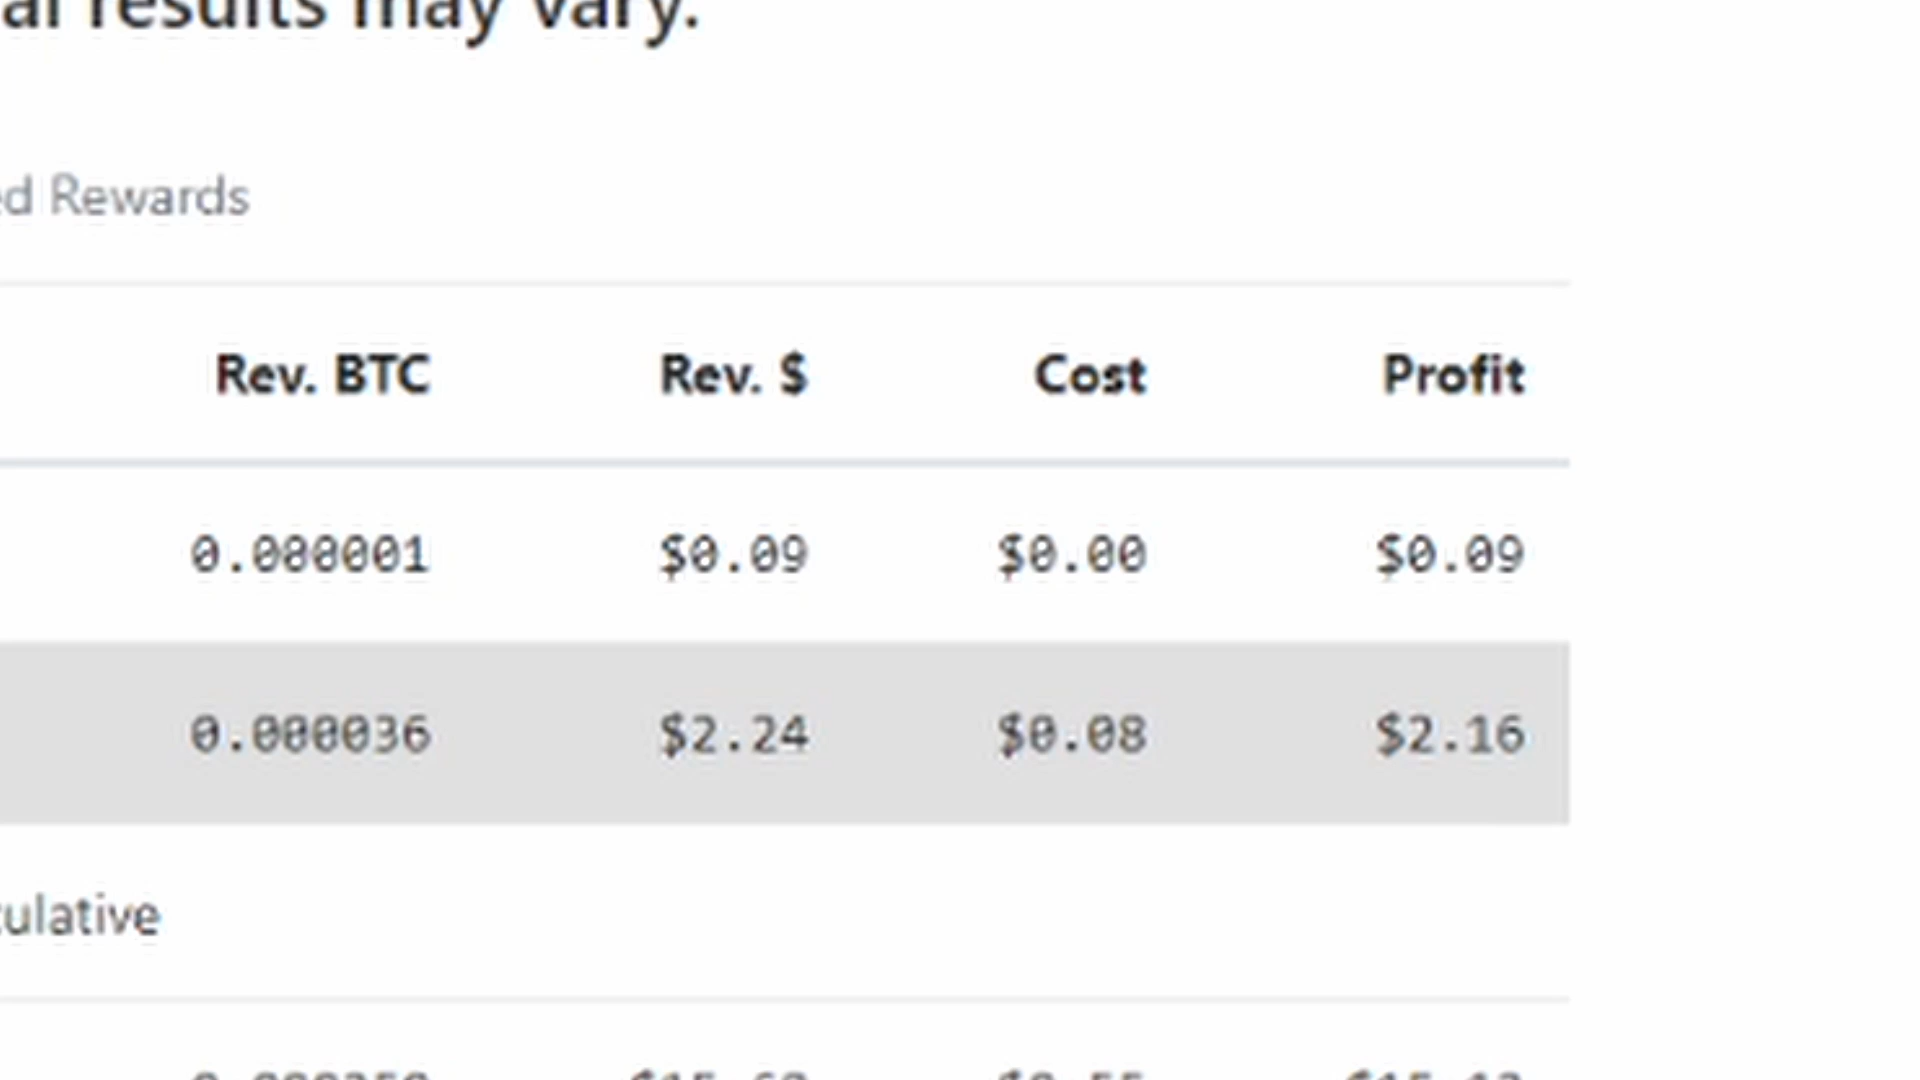 al results may vary.
ed Rewards
Rev. BTC Rev. $ Cost Profit
0.000001 $0.09 $0.00 $0.09
0.000036 $2.24 $0.08 $2.16
ulative